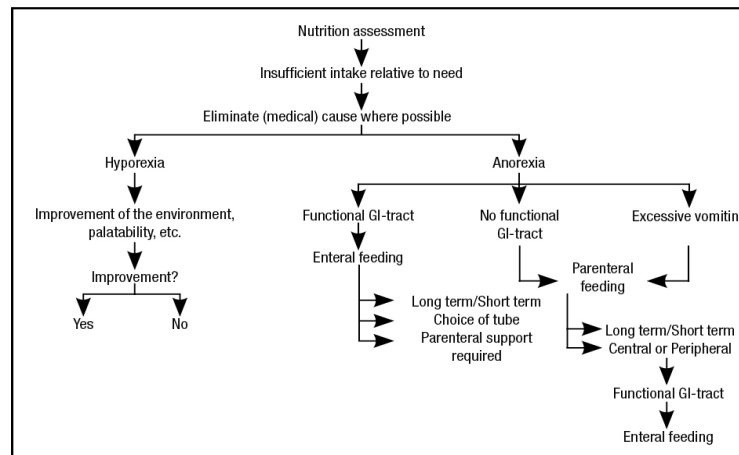 Nutrition assessment
Insufficient intake relative to need
Eliminate (medical) cause where possible
Hyporexia
Anorexia
Improvement of the environment,
palatability, etc.
Improvement?
Yes
No
Functional GI-tract
Enteral feeding
Long term/Short term
Choice of tube
Parenteral support
required
No functional
GI-tract
Excessive vomitin
Parenteral
feeding
Long term/Short term
Central or Peripheral
Functional GI-tract
Enteral feeding